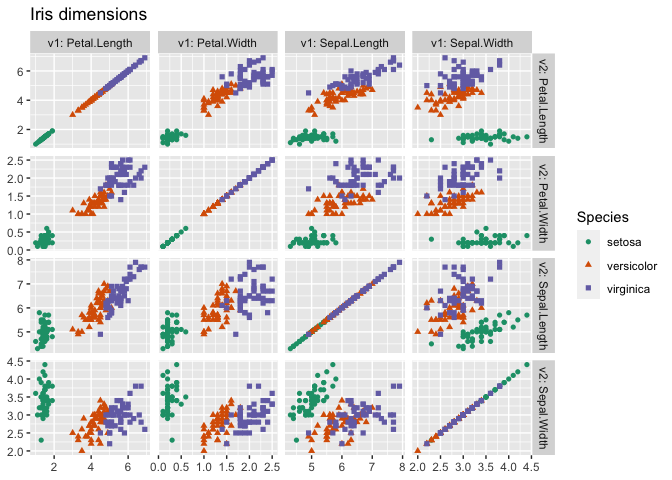 Iris dimensions
v1: Petal.Length v1: Petal.Width v1: Sepal.Length v1: Sepal.Width
6
4
2
v2: Petal.Length
2.5
2.0
1.5
1.0
0.5
0.0
v2: Petal.Width
8
7
6
5
v2: Sepal.Length
4.5
4.0
3.5
3.0
2.5
2.0
v2: Sepal.Width
2 4 6 0.0 0.5 1.0 1.5 2.0 2.5 5 6 7 8 2.0 2.5 3.0 3.5 4.0 4.5
Species
setosa
versicolor
virginica